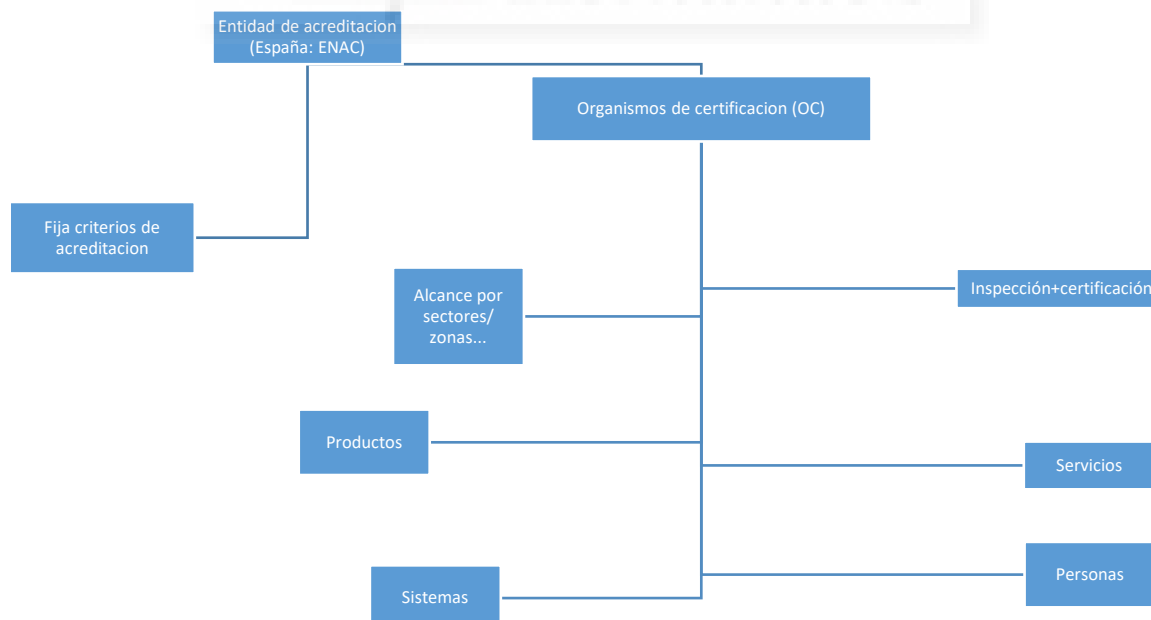 Entidad de acreditacion
(España: ENAC)
Organismos de certificacion (OC)
Fija criterios de
acreditacion
Alcance por
sectores/
zonas...
Inspección+certificación
Productos
Servicios
Sistemas
Personas